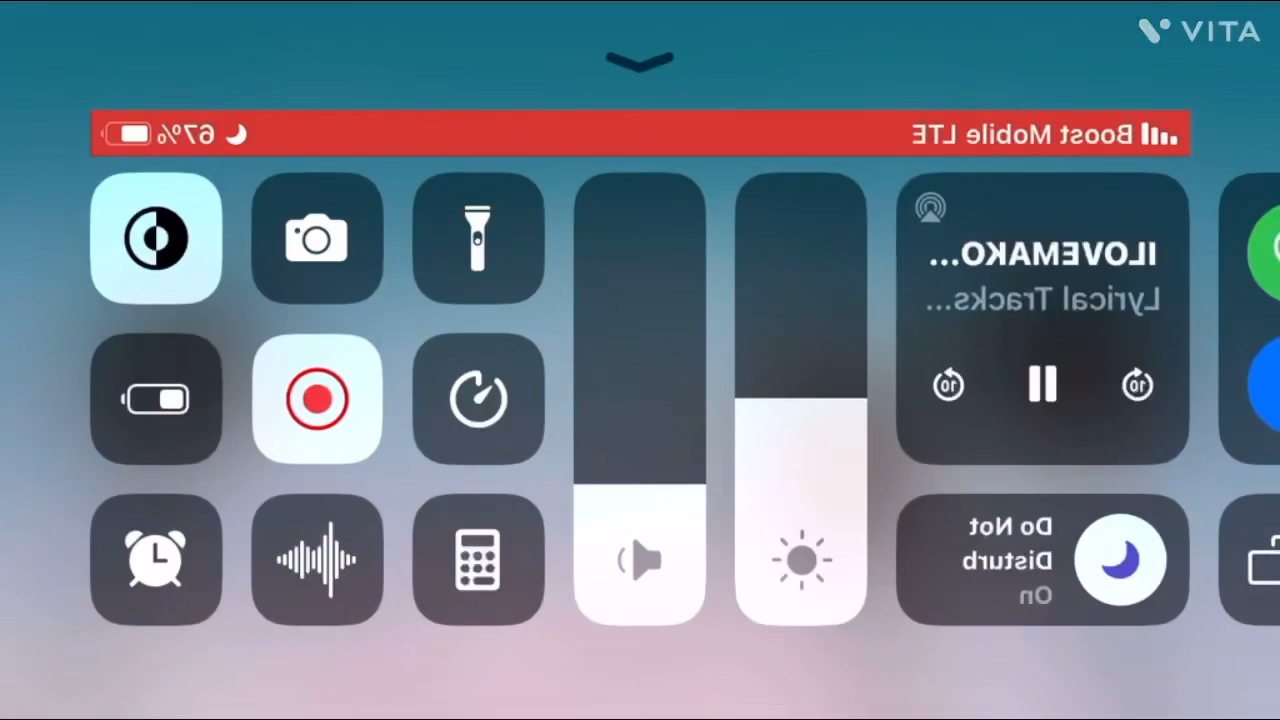 VITA
Boost Mobile LTE
67%
ILOVEMAKO...
Lyrical Tracks...
10
10
Do Not
Disturb
On